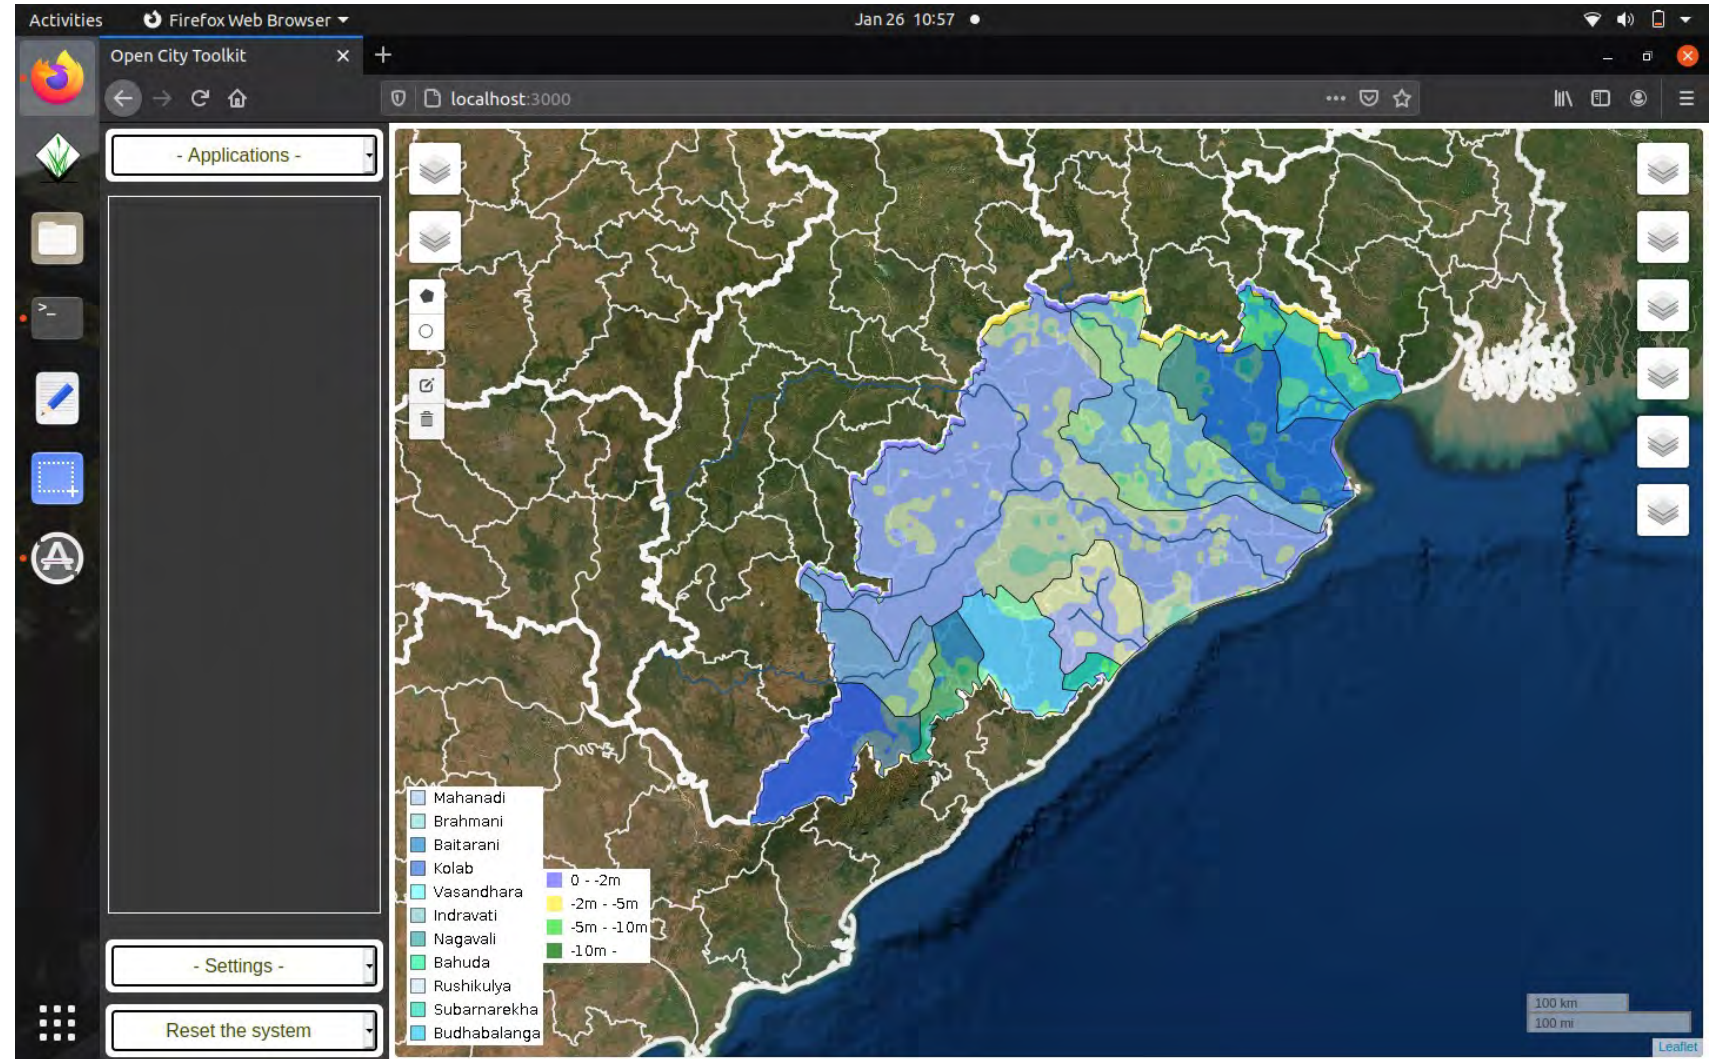 Activities
Firefox Web Browser
Jan 26 10:57
Open City Toolkit
localhost:3000
- Applications -
- Settings -
Reset the system
Mahanadi
Brahmani
Baitarani
Kolab
Vasandhara
Indravati
Nagavali
Bahuda
Rushikulya
Subarnarekha
Budhabalanga
0 - -2m
-2m - -5m
-5m - -10m
-10m -
100 km
100 mi
Leaflet